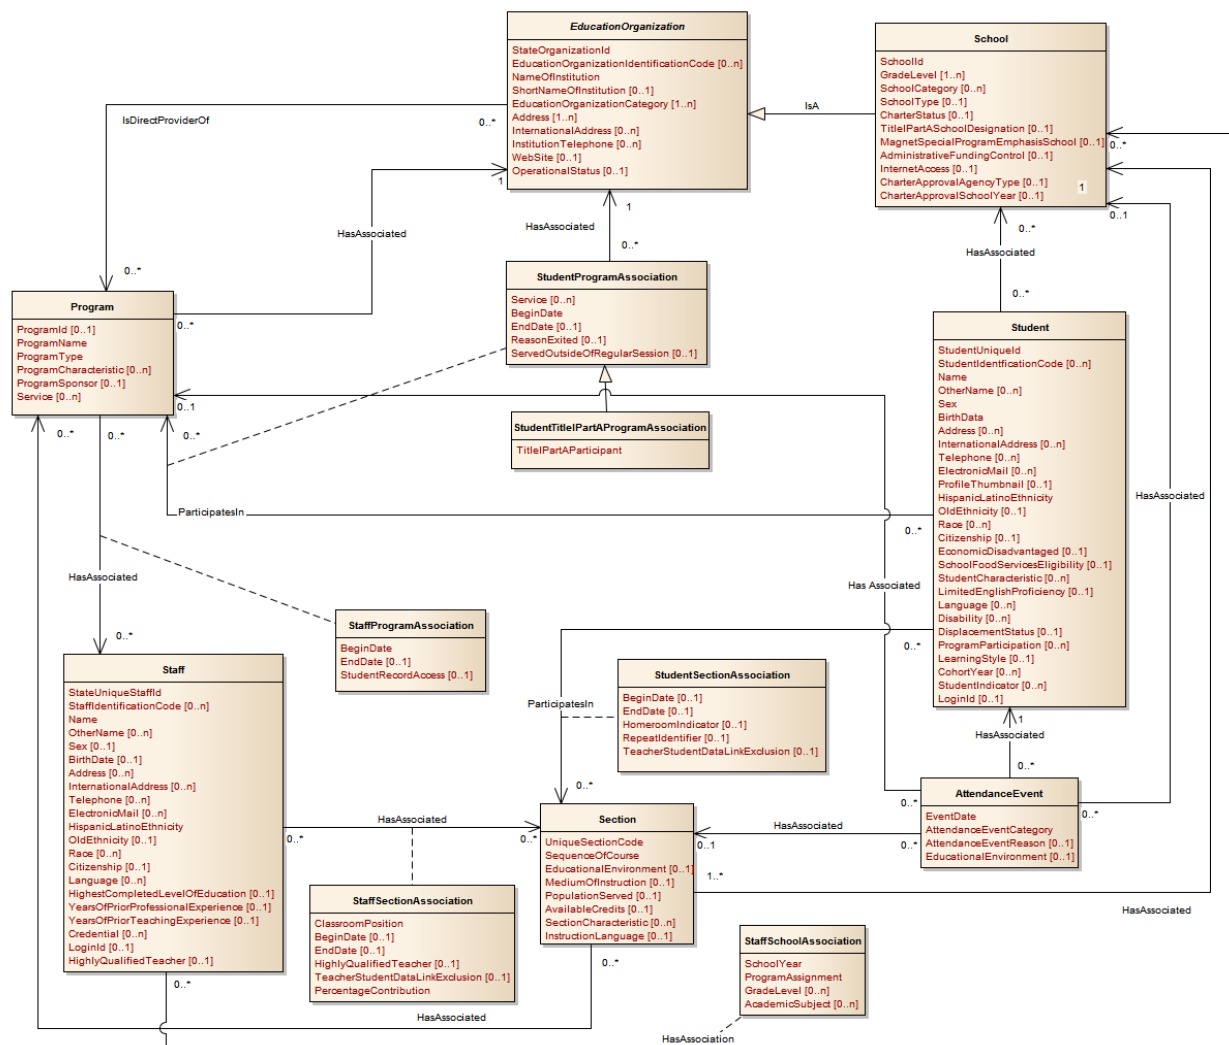 EducationOrganization
StateOrganizationId
EducationOrganizationIdentificationCode [0..n]
NameOfInstitution
ShortNameOfInstitution [0..1]
EducationOrganizationCategory [1..n]
Address [1..n]
InternationalAddress [0..n]
InstitutionTelephone [0..n]
WebSite [0..1]
OperationalStatus [0..1]
School
SchoolId
GradeLevel [1..n]
SchoolCategory [0..n]
SchoolType [0..1]
CharterStatus [0..1]
TitleIPartASchoolDesignation [0..1]
MagnetSpecialProgramEmphasisSchool [0..1]
AdministrativeFundingControl [0..1]
InternetAccess [0..1]
CharterApprovalAgencyType [0..1]
CharterApprovalSchoolYear [0..1]
1
IsA
0..*
0..1
IsDirectProviderOf
0..*
0..*
1
HasAssociated
0..*
HasAssociated
1
0..*
HasAssociated
0..*
0..*
Program
ProgramId [0..1]
ProgramName
ProgramType
ProgramCharacteristic [0..n]
ProgramSponsor [0..1]
Service [0..n]
0..1
0..*
0..*
0..*
StudentProgramAssociation
Service [0..n]
BeginDate
EndDate [0..1]
ReasonExited [0..1]
ServedOutsideOfRegularSession [0..1]
StudentTitleIPartAProgramAssociation
TitleIPartAParticipant
Student
StudentUniqueId
StudentIdentficationCode [0..n]
Name
OtherName [0..n]
Sex
BirthData
Address [0..n]
InternationalAddress [0..n]
Telephone [0..n]
ElectronicMail [0..n]
ProfileThumbnail [0..1]
HispanicLatinoEthnicity
OldEthnicity [0..1]
Race [0..n]
Citizenship [0..1]
EconomicDisadvantaged [0..1]
SchoolFoodServicesEligibility [0..1]
StudentCharacteristic [0..n]
LimitedEnglishProficiency [0..1]
Language [0..n]
Disability [0..n]
DisplacementStatus [0..1]
ProgramParticipation [0..n]
LearningStyle [0..1]
CohortYear [0..n]
StudentIndicator [0..n]
LoginId [0..1]
HasAssociated
ParticipatesIn
0..*
HasAssociated
Has Associated
0..*
0..*
StaffProgramAssociation
BeginDate
EndDate [0..1]
StudentRecordAccess [0..1]
Staff
StateUniqueStaffId
StaffIdentificationCode [0..n]
Name
OtherName [0..n]
Sex [0..1]
BirthDate [0..1]
Address [0..n]
InternationalAddress [0..n]
Telephone [0..n]
ElectronicMail [0..n]
HispanicLatinoEthnicity
OldEthnicity [0..1]
Race [0..n]
Citizenship [0..1]
Language [0..n]
HighestCompletedLevelOfEducation [0..1]
YearsOfPriorProfessionalExperience [0..1]
YearsOfPriorTeachingExperience [0..1]
Credential [0..n]
LoginId [0..1]
HighlyQualifiedTeacher [0..1]
StudentSectionAssociation
BeginDate [0..1]
EndDate [0..1]
HomeroomIndicator [0..1]
RepeatIdentifier [0..1]
TeacherStudentDataLinkExclusion [0..1]
ParticipatesIn
0..*
1
HasAssociated
0..*
AttendanceEvent
EventDate
AttendanceEventCategory
AttendanceEventReason [0..1]
EducationalEnvironment [0..1]
0..*
0..*
0..*
HasAssociated
0..1
HasAssociated
0..*
0..*
Section
UniqueSectionCode
SequenceOfCourse
EducationalEnvironment [0..1]
MediumOfInstruction [0..1]
PopulationServed [0..1]
AvailableCredits [0..1]
SectionCharacteristic [0..n]
InstructionLanguage [0..1]
1..*
HasAssociated
StaffSectionAssociation
ClassroomPosition
BeginDate [0..1]
EndDate [0..1]
HighlyQualifiedTeacher [0..1]
TeacherStudentDataLinkExclusion [0..1]
PercentageContribution
StaffSchoolAssociation
SchoolYear
ProgramAssignment
GradeLevel [0..n]
AcademicSubject [0..n]
0..*
0..*
HasAssociated
HasAssociation